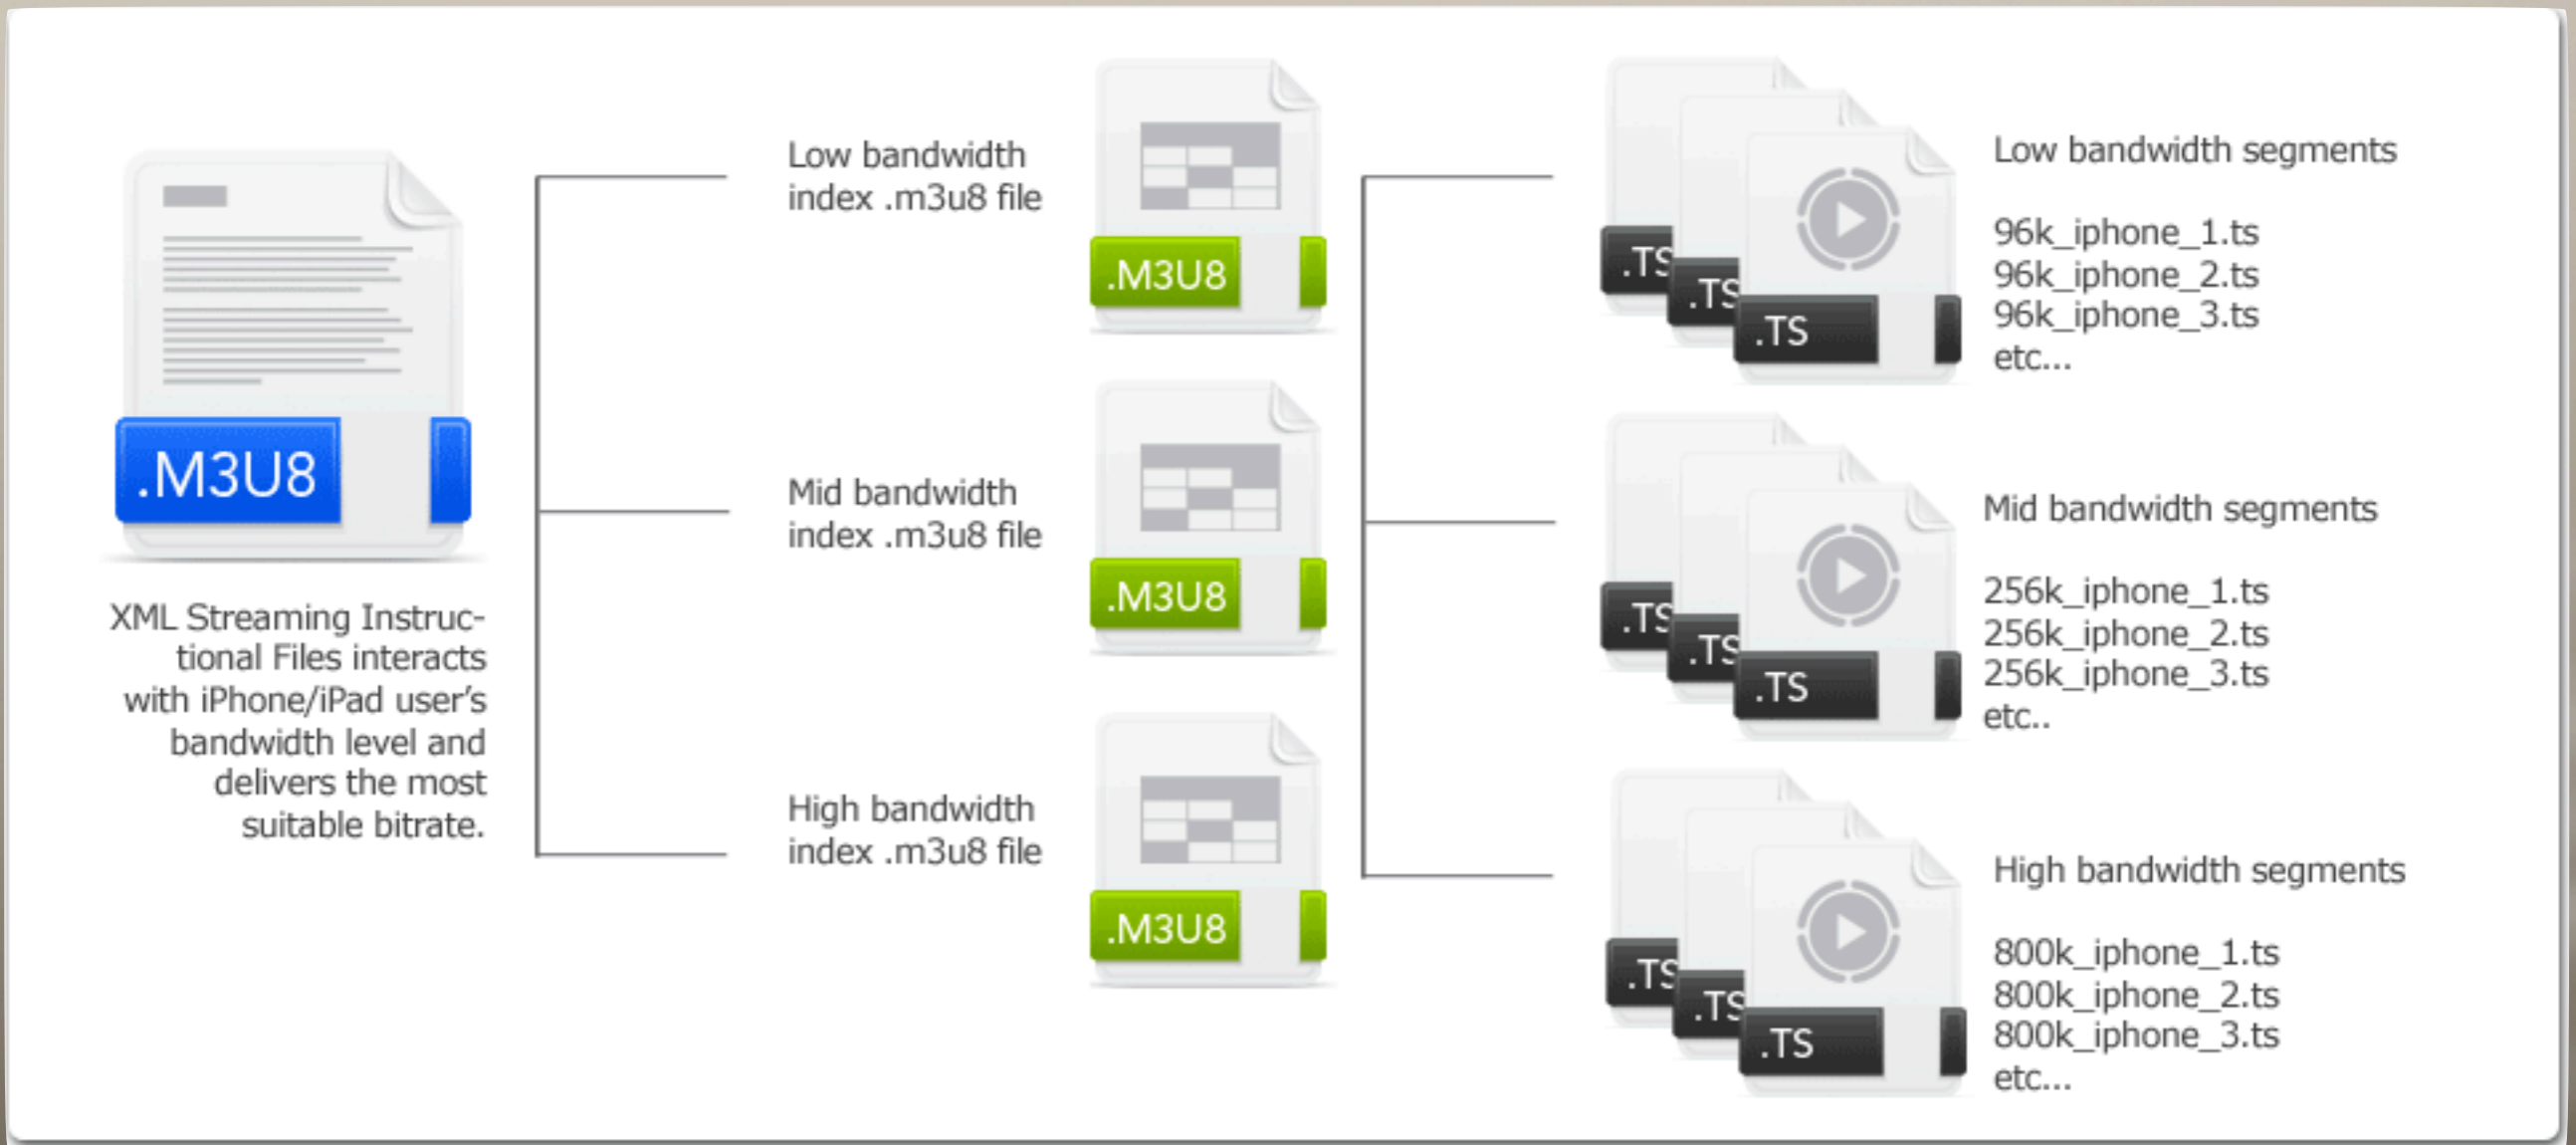 .M3U8
XML Streaming Instruc-
tional Files interacts
with iPhone/iPad user's
bandwidth level and
delivers the most
suitable bitrate.
Low bandwidth
index .m3u8 file
.M3U8
Mid bandwidth
index .m3u8 file
.M3U8
High bandwidth
index .m3u8 file
.M3U8
.TS
.TS
.TS
Low bandwidth segments
96k_iphone_1.ts
96k_iphone_2.ts
96k_iphone_3.ts
etc...
.TS
.TS
.TS
Mid bandwidth segments
256k_iphone_1.ts
256k_iphone_2.ts
256k_iphone_3.ts
etc..
.TS
.TS
.TS
High bandwidth segments
800k_iphone_1.ts
800k_iphone_2.ts
800k_iphone_3.ts
etc...